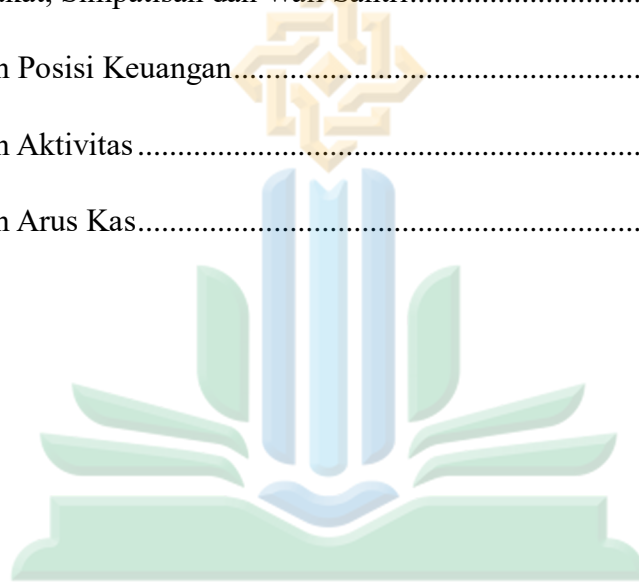 Simpatisan dan Wali Santri..............................
n Posisi Keuangan....................................................
n Aktivitas................................................................
n Arus Kas................................................................